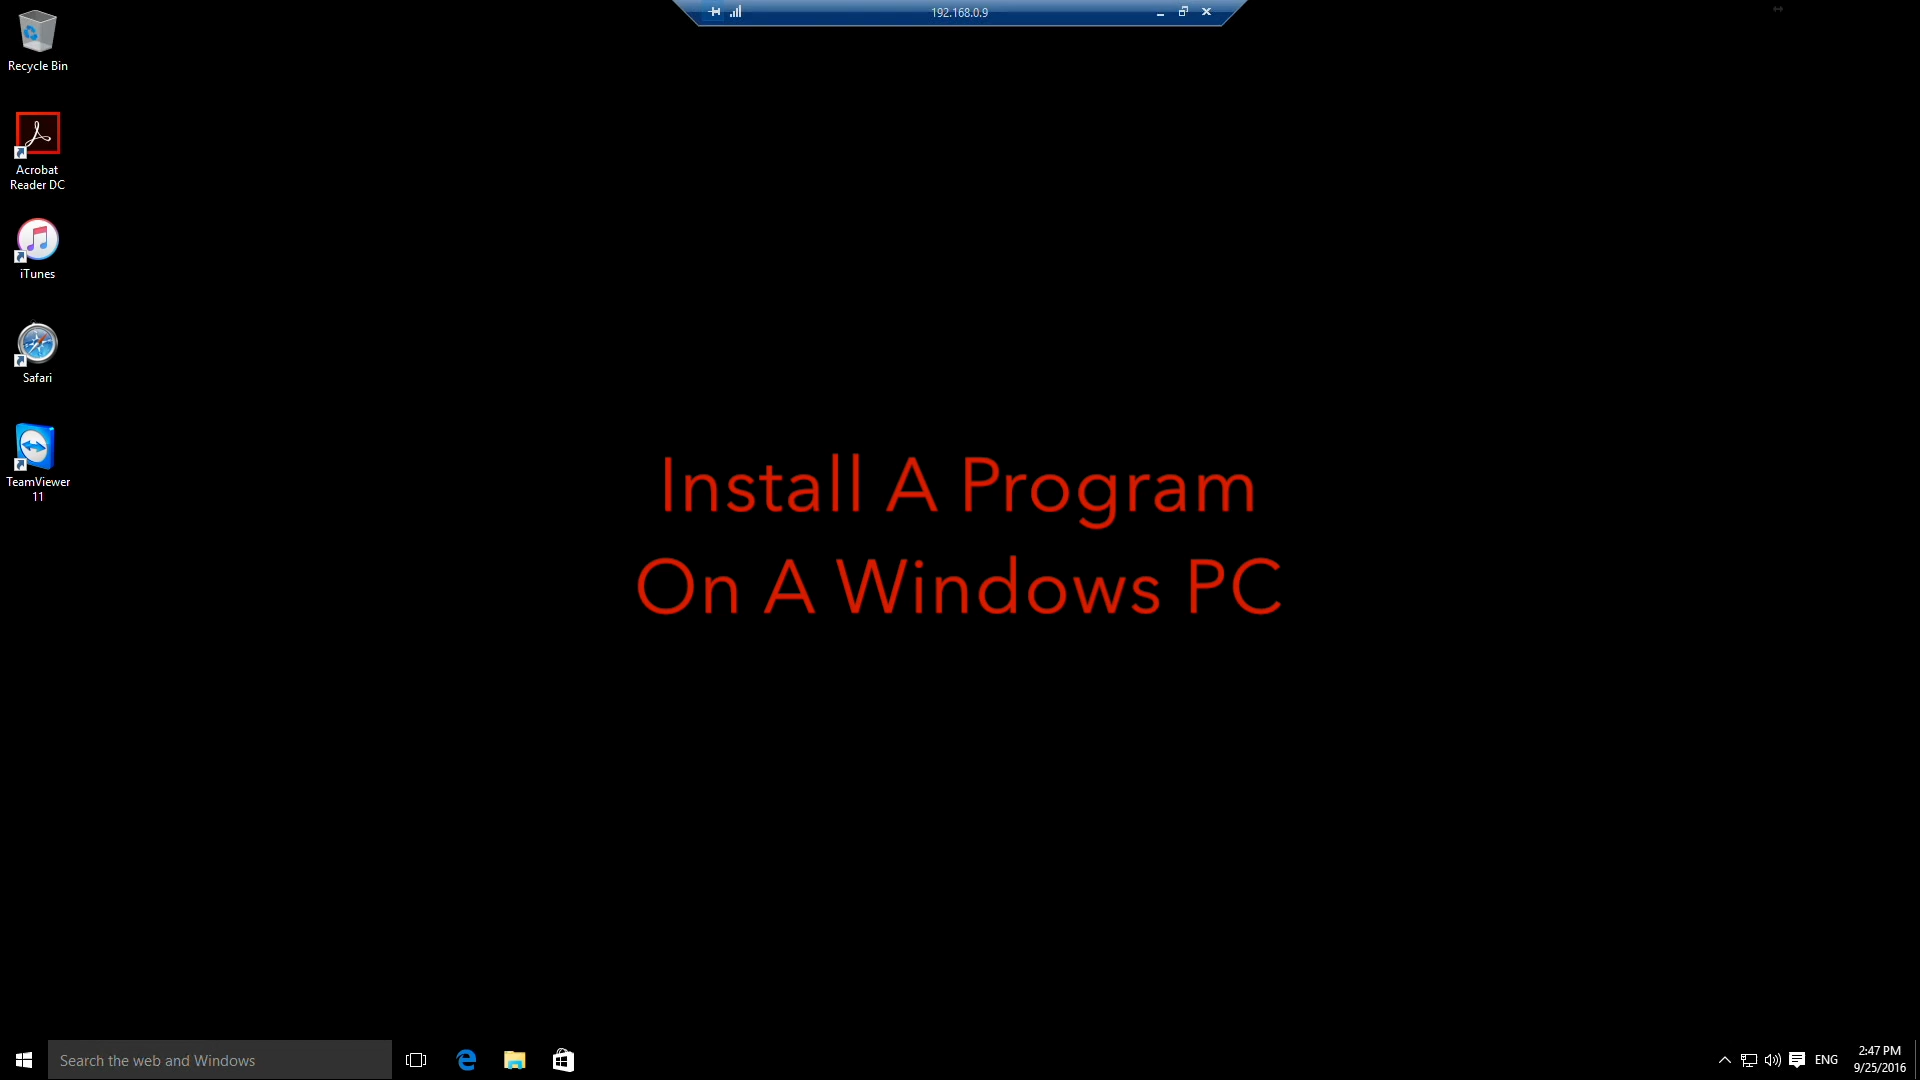 192.168.0.9
Recycle Bin
Acrobat
Reader DC
iTunes
Safari
TeamViewer
11
Install A Program
On A Windows PC
Search the web and Windows
ENG
2:47 PM
9/25/2016